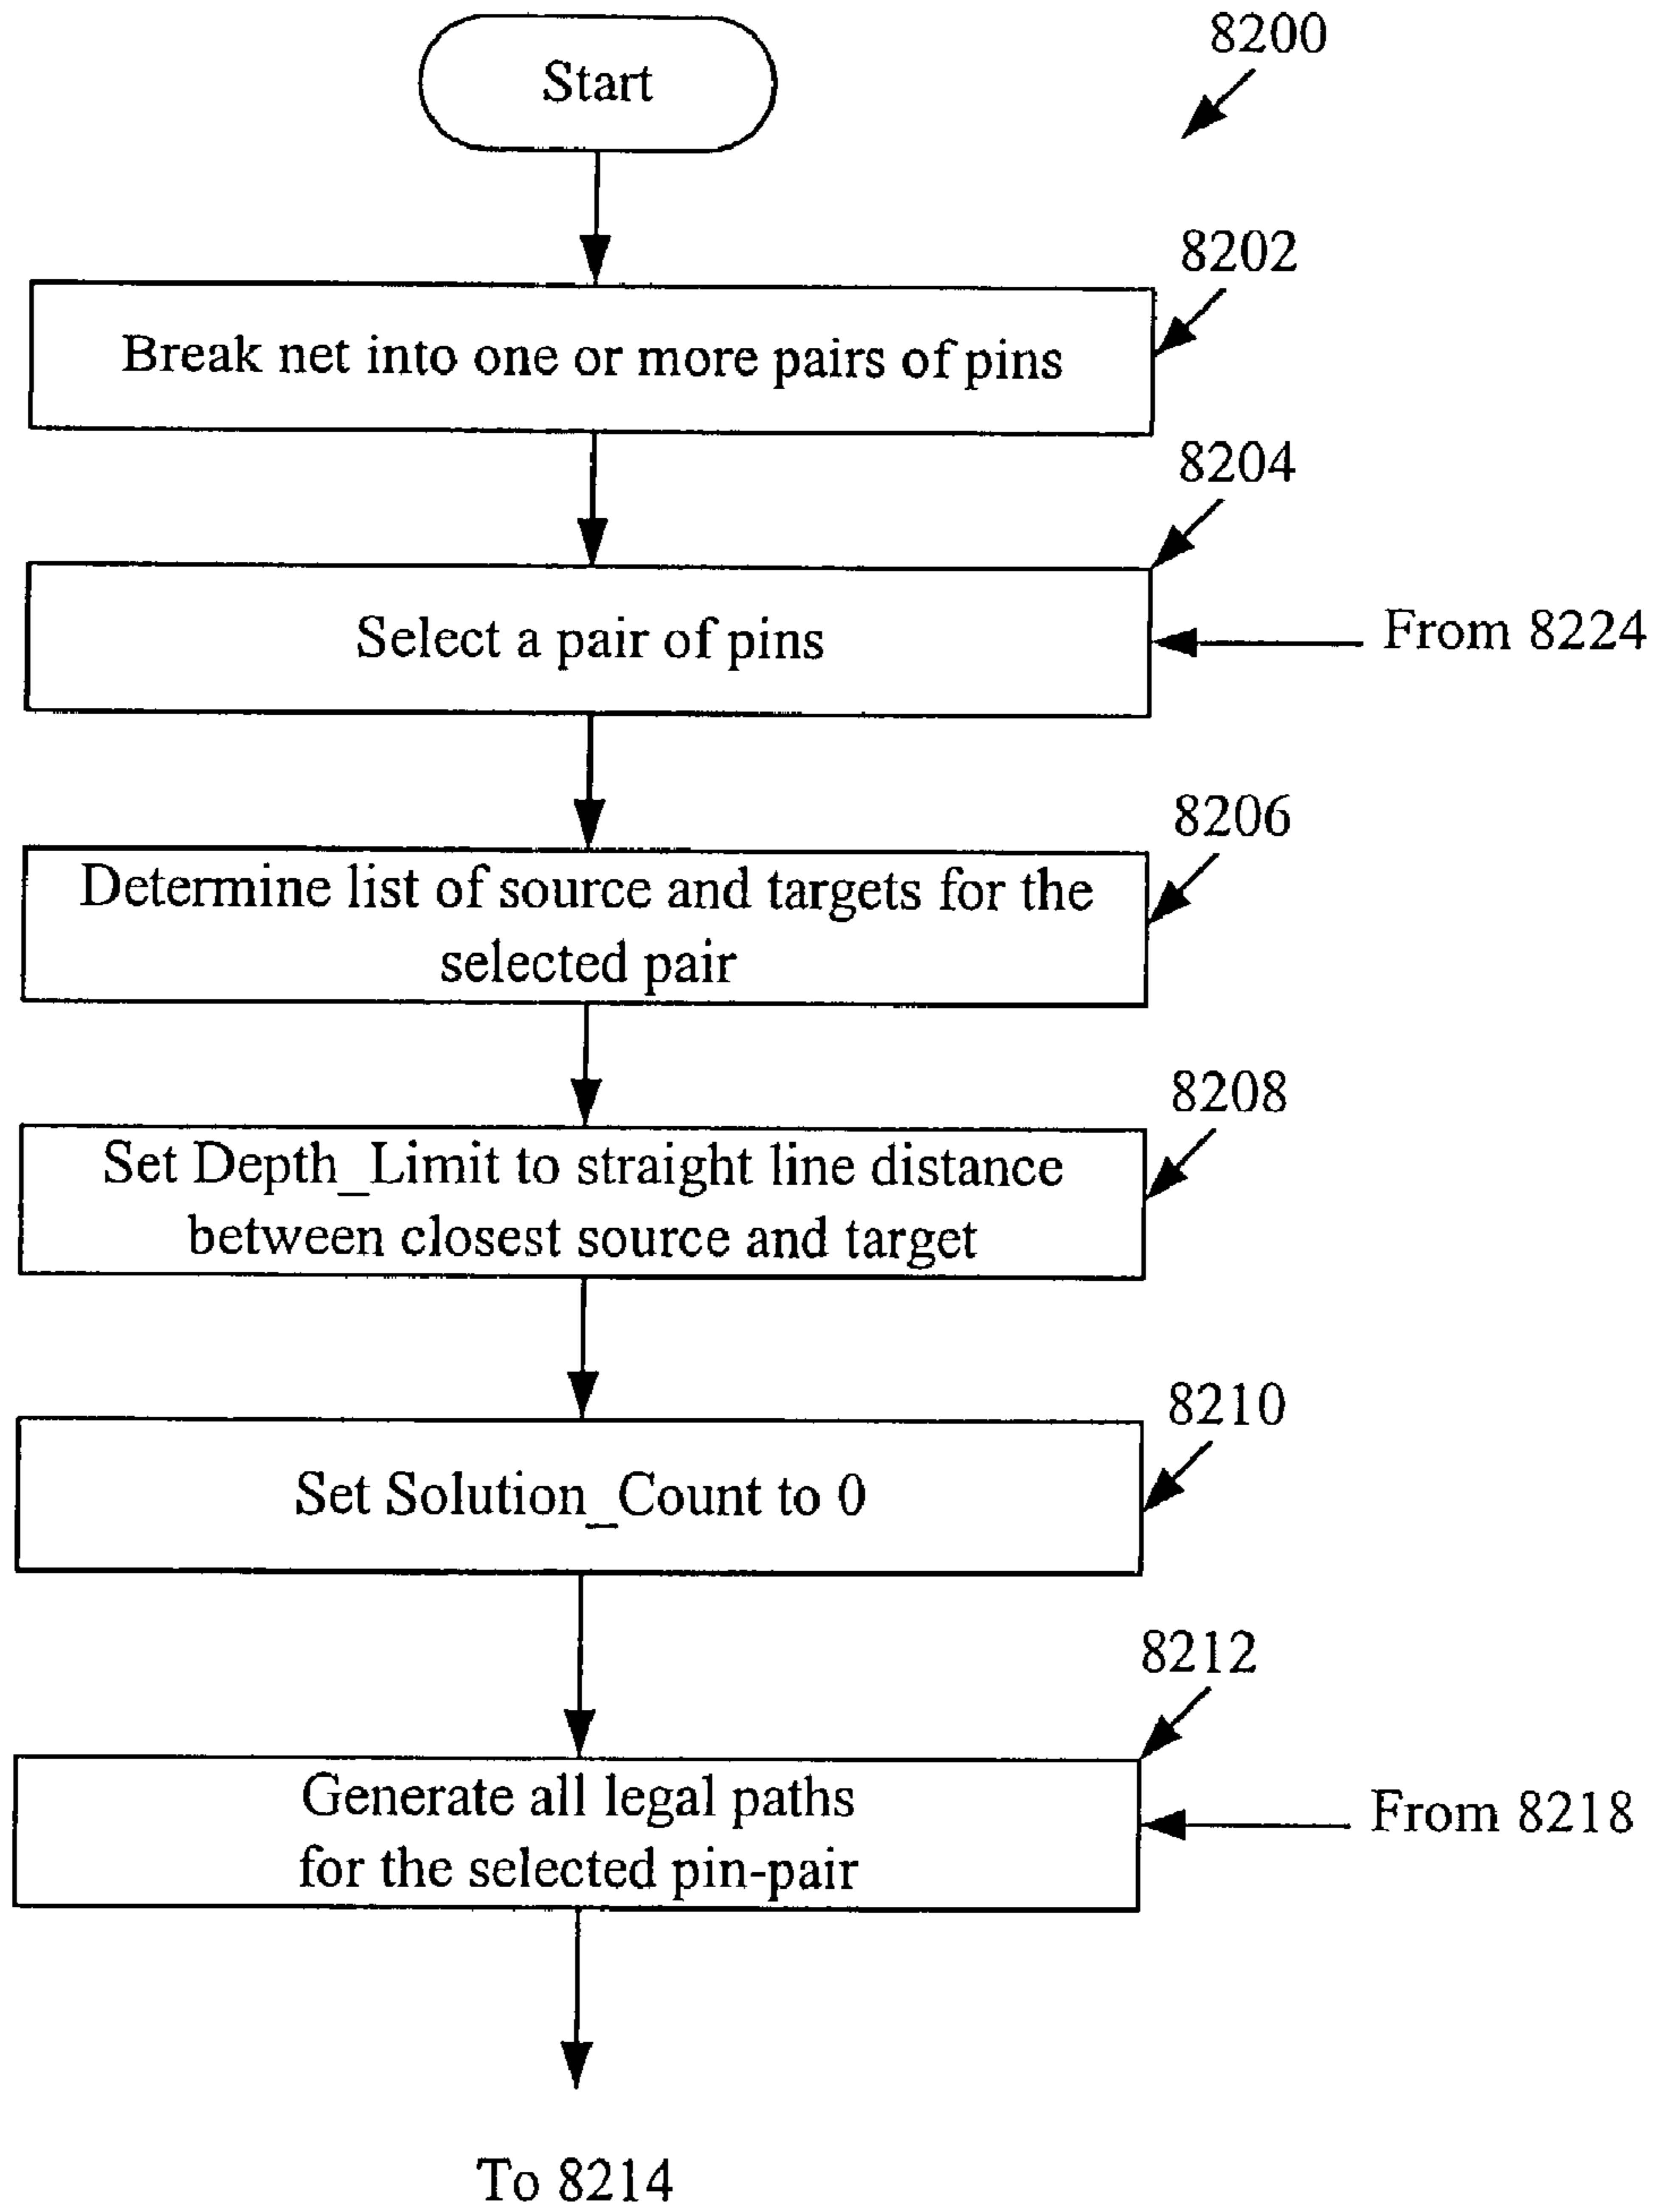 Start
8200
8202
Break net into one or more pairs of pins
8204
Select a pair of pins
From 8224
8206
Determine list of source and targets for the
selected pair
8208
Set Depth_Limit to straight line distance
between closest source and target
8210
Set Solution_Count to 0
8212
Generate all legal paths
for the selected pin-pair
From 8218
To 8214